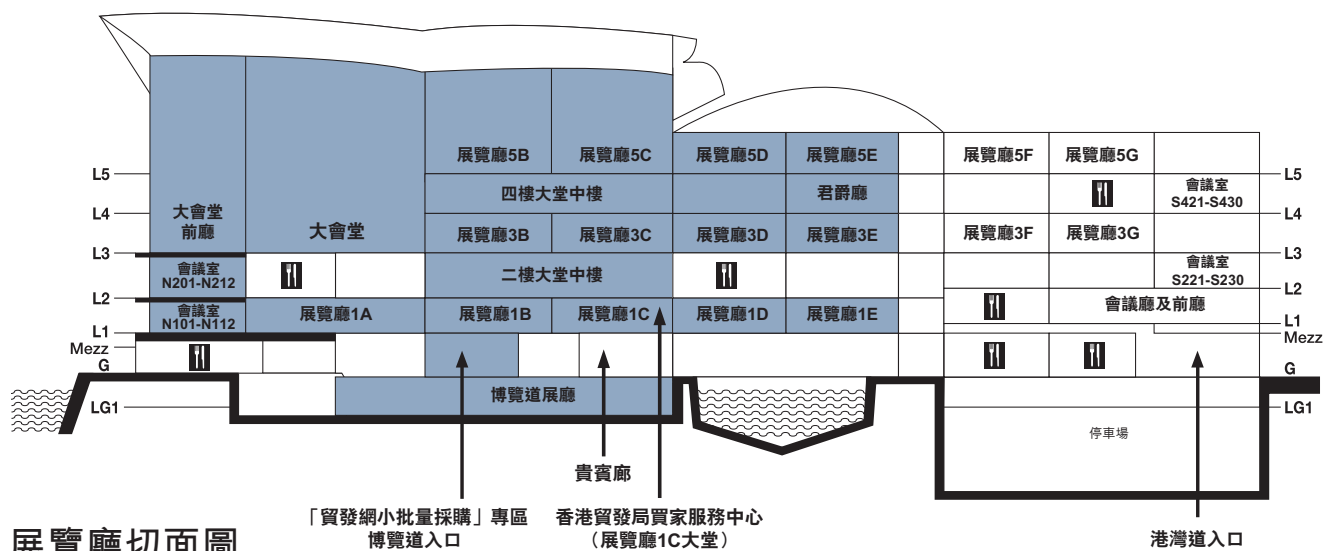 展覽廳5B
展覽廳5C
展覽廳5D
展覽廳5E
展覽廳5F
展覽廳5G
L5
L5
四樓大堂中樓
君爵廳
會議室
S421-S430
大會堂
前廳
L4
L4
大會堂
展覽廳3B
展覽廳3C
展覽廳3D
展覽廳3E
展覽廳3F
展覽廳3G
L3
L3
會議室
N201-N212
二樓大堂中樓
會議室
S221-S230
L2
L2
會議室
N101-N112
展覽廳1A
展覽廳1B
展覽廳1C
展覽廳1D
展覽廳1E
會議廳及前廳
L1
L1
Mezz
Mezz
G
G
博覽道展廳
LG1
LG1
停車場
貴賓廊
「貿發網小批量採購」專區
博覽道入口
香港貿發局買家服務中心
（展覽廳1C大堂）
港灣道入口
展覽廳切面圖